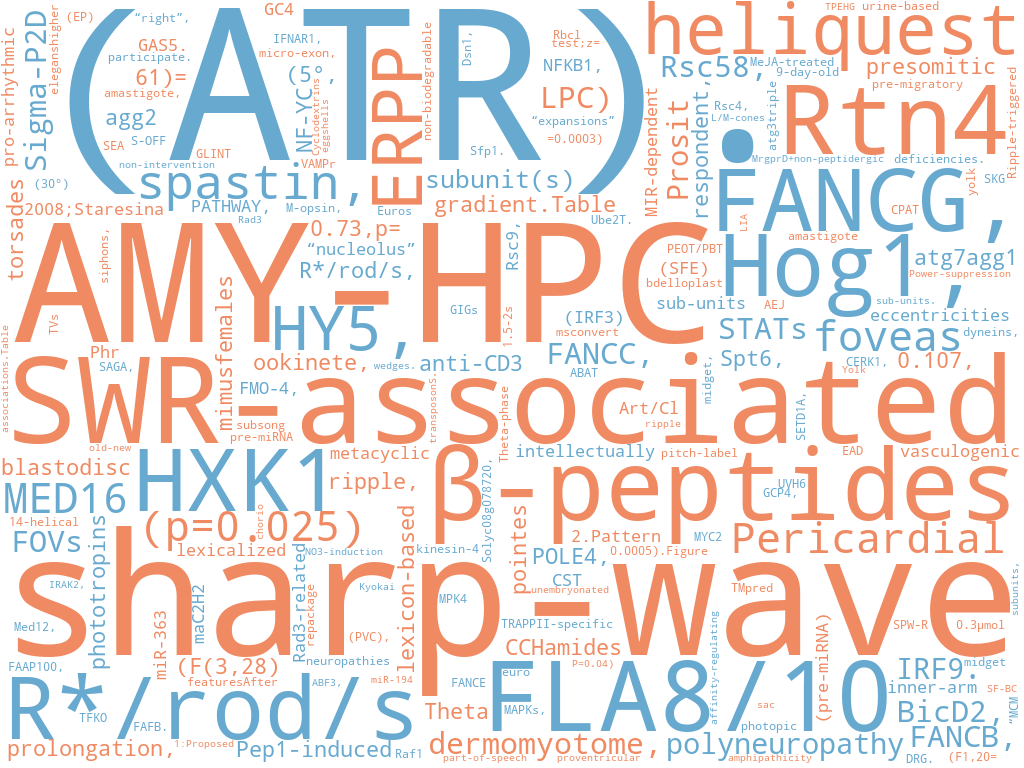 (EP)
"right",
GC4
TPEHG
urine-based
heliquest
eleganshigher
Sigma-P2D
pro-arrhythmic
participate.
GAS5.
IFNAR1,
micro-exon,
(ATR)
ERPP
non-biodegradable
Dsn1,
Rbcl
test;z=
NFKB1,
Rsc58,
MeJA-treated
9-day-old
presomitic
pre-migratory
61)=
amastigote,
(5°,
LPC)
agg2
NF-YC,
cyclodextrins
eggshells
"expansions"
=0.0003)
MIR-dependent
Prosit
respondent,
Rsc4,
L/M-cones
atg3triple
:
Rtn4
Ripple-triggered
SEA
S-OFF
GLINT
VAMPr
Sfp1.
non-intervention
MrgprD+non-peptidergic
deficiencies.
(30°)
spastin,
subunit(s)
FANCG,
yolk
SKG
torsades
2008;Staresina
PATHWAY,
M-opsin,
Euros
gradient.Table
CPAT
Rad3
Ube2T.
LIA
0.73,p=
"nucleolus"
R*/rod/s,
Rsc9,
siphons,
AMY-HPC
PEOT/PBT
(SFE)
bdelloplast
amastigote
Hog1,
atg7agg1
Power-suppression
mimusfemales
TVs
HY5,
GIGs
1.5-2s
(IRF3)
msconvert
sub-units
AEJ
sub-units.
eccentricities
STATs
foveas
dyneins,
associations.Table
Phr
SAGA,
ookinete,
wedges.
anti-CD3
FANCC,
ABAT
midget,
Spt6,
CERK1,
Yolk
0.107,
SWR-associated
FMO-4,
subsong
pre-miRNA
transposons.
Theta-phase
Art/Cl
ripple
SETD1A,
old-new
blastodisc
HXK1
metacyclic
ripple,
β-peptides
intellectually
pitch-label
EAD
vasculogenic
MED16
Solyc08g078720,
UVH6
GCP4,
14-helical
FOVs
phototropins
(p=0.025)
chorio
lexicalized
NO3-induction
lexicon-based
kinesin-4
pointes
2.Pattern
0.0005).Figure
MYC2
Pericardial
POLE4,
CST
unembryonated
sharp-wave
IRAK2,
maC2H2
Rad3-related
repackage
Kyokai
MPK4
TMpred
subunits,
Med12,
miR-363
(PVC),
TRAPPII-specific
CCHamides
P=0.04)
affinity-regulating
SPW-R
0.3μmol
FAAP100,
(F(3,28)
featuresAfter
neuropathies
ABF3,
miR-194
FANCE
euro
(pre-miRNA)
IRF9.
midget
inner-arm
SF-BC
R*/rod/s
TFKO
FAFB.
Theta
MAPKs,
FLA8/10
sac
photopic
BicD2,
"MCM
prolongation,
1:Proposed
Pep1-induced
Raf1
dermomyotome,
part-of-speech
proventricular
polyneuropathy
amphipathicity
FANCB,
DRG.
(F1,20=